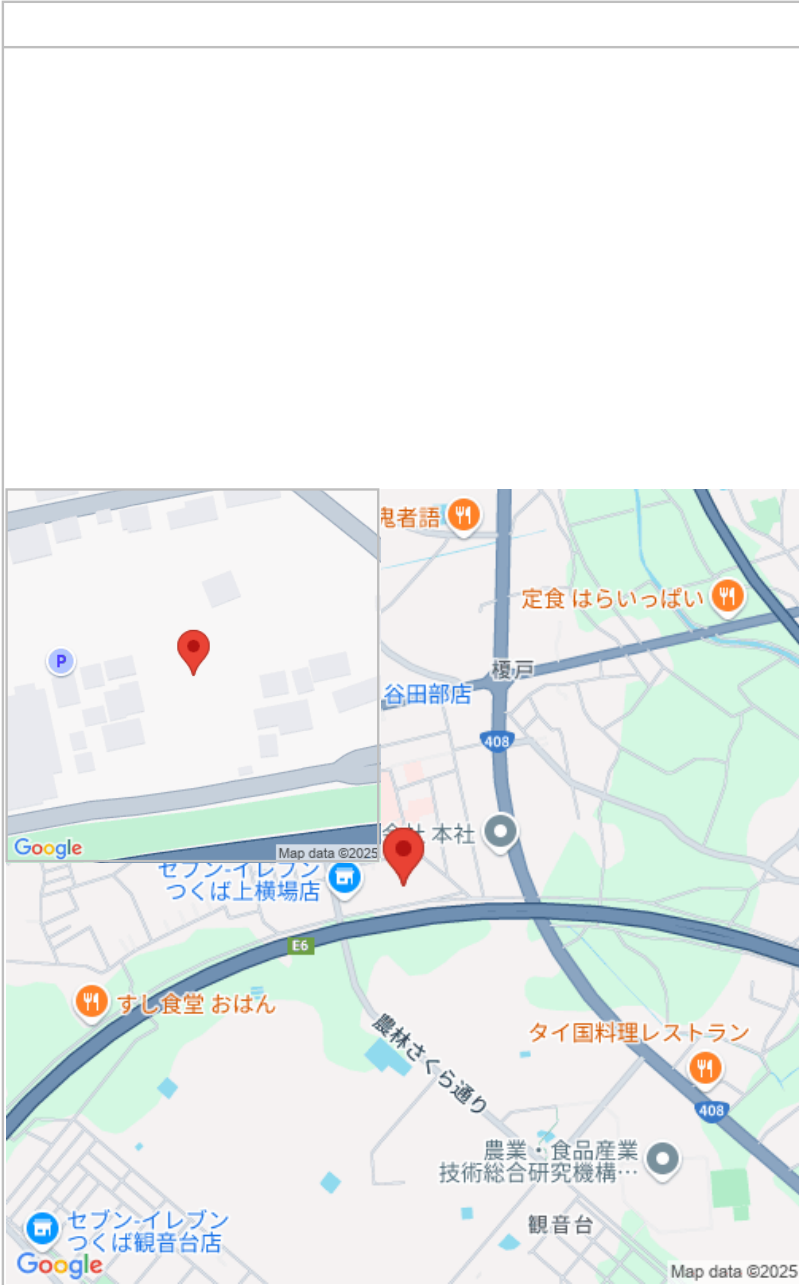 鬼者語
定食 はらいっぱい
榎戸
P
谷田部店
408
会社 本社
Google
Map data ©2025
セブン-イレブン
つくば上横場店
E6
すし食堂 おはん
農林さくら通り
タイ国料理レストラン
408
農業・食品産業
技術総合研究機構…
セブン-イレブン
つくば観音台店
観音台
Google
Map data ©2025